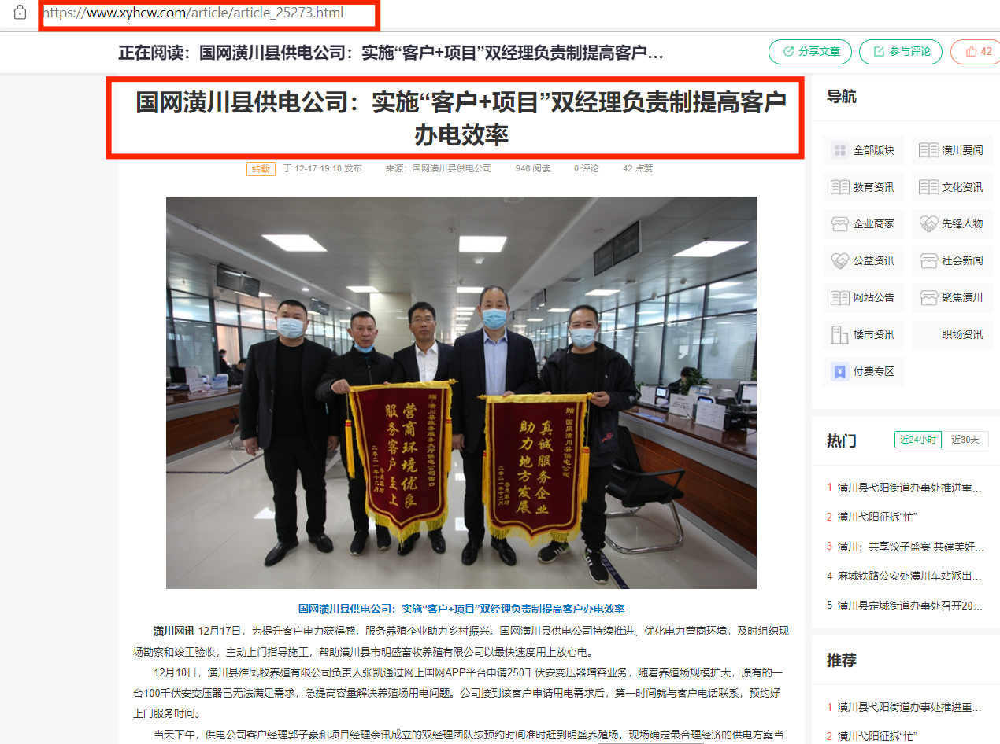 https://www.xyhcw.com/article/article_25273.html
正在阅读：国网潢川县供电公司：实施“客户+项目”双经理负责制提高客户…
分享文章
参与评论
42
国网潢川县供电公司：实施“客户+项目”双经理负责制提高客户
办电效率
转载 于 12-17 19:10 发布 来源：国网潢川县供电公司 948 阅读 0 评论 42 点赞
赠：潢川县政务服务大厅供电公司窗口
营商环境优良
服务客户至上
二零二一年十二月
赠：国网潢川县供电公司
真诚服务企业
助力地方发展
二零二一年十二月
国网潢川县供电公司：实施“客户+项目”双经理负责制提高客户办电效率
潢川网讯 12月17日，为提升客户电力获得感，服务养殖企业助力乡村振兴。国网潢川县供电公司持续推进、优化电力营商环境，及时组织现
场勘察和竣工验收，主动上门指导施工，帮助潢川县市明盛畜牧养殖有限公司以最快速度用上放心电。
12月10日，潢川县淮凤牧养殖有限公司负责人张凯通过网上国网APP平台申请250千伏安变压器增容业务，随着养殖场规模扩大，原有的一
台100千伏安变压器已无法满足需求，急提高容量解决养殖场用电问题。公司接到该客户申请用电需求后，第一时间就与客户电话联系，预约好
上门服务时间。
当天下午，供电公司客户经理郭子豪和项目经理余讯成立的双经理团队按预约时间准时赶到明盛养殖场。现场确定最合理经济的供电方案当
导航
全部版块
潢川要闻
教育资讯
文化资讯
企业商家
先锋人物
公益资讯
社会新闻
网站公告
聚焦潢川
楼市资讯
职场资讯
付费专区
热门
近24小时
近30天
1 潢川县弋阳街道办事处推进重…
2 潢川弋阳征拆“忙”
3 潢川：共享饺子盛宴 共建美好…
4 麻城铁路公安处潢川车站派出…
5 潢川县定城街道办事处召开20…
推荐
1 潢川县弋阳街道办事处推进重…
2 潢川弋阳征拆“忙”